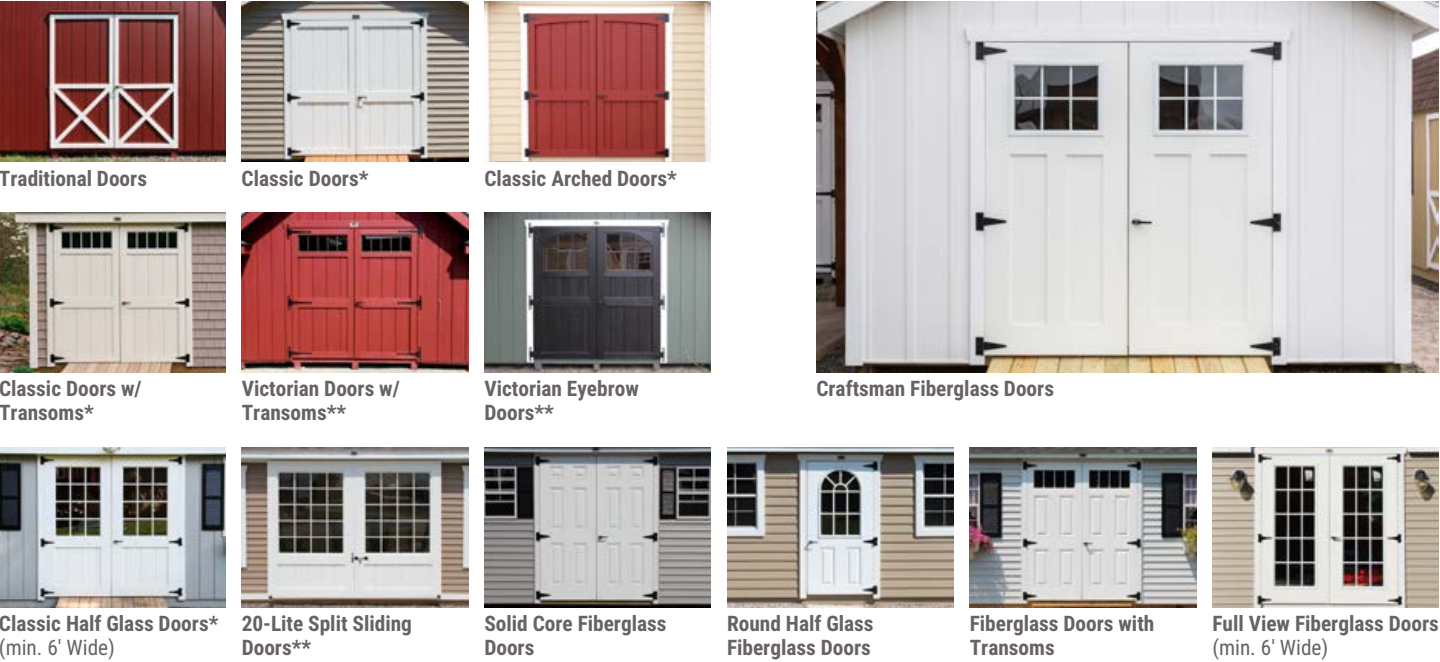 Traditional Doors
Classic Doors*
Classic Arched Doors*
Classic Doors w/
Transoms*
Victorian Doors w/
Transoms**
Victorian Eyebrow
Doors**
Craftsman Fiberglass Doors
Classic Half Glass Doors*
(min. 6' Wide)
20-Lite Split Sliding
Doors**
Solid Core Fiberglass
Doors
Round Half Glass
Fiberglass Doors
Fiberglass Doors with
Transoms
Full View Fiberglass Doors
(min. 6' Wide)